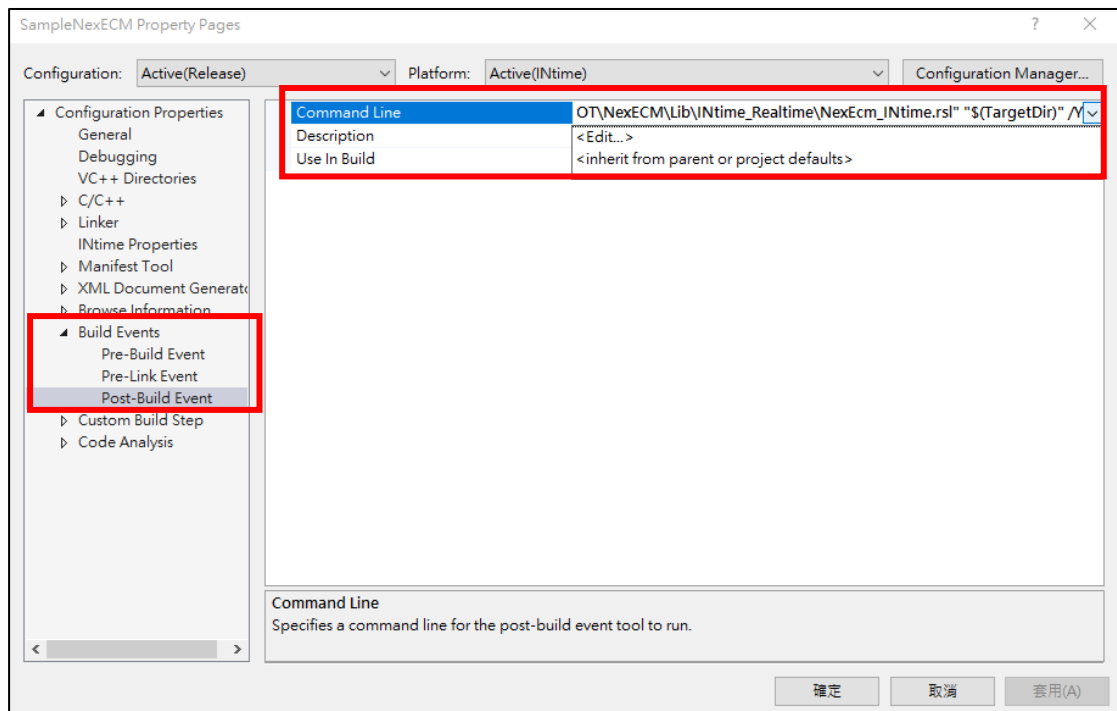 SampleNexECM Property Pages
?
Configuration: Active(Release) Platform: Active(INtime) Configuration Manager...
Configuration Properties
General
Debugging
VC++ Directories
C/C++
Linker
INtime Properties
Manifest Tool
XML Document Generato
Browse Information
Build Events
Pre-Build Event
Pre-Link Event
Post-Build Event
Custom Build Step
Code Analysis
Command Line OT\NexECM\Lib\INtime_Realtime\NexEcm_INtime.rsl" "$(TargetDir)" /Y
Description <Edit...>
Use In Build <inherit from parent or project defaults>
Command Line
Specifies a command line for the post-build event tool to run.
確定 取消 套用(A)